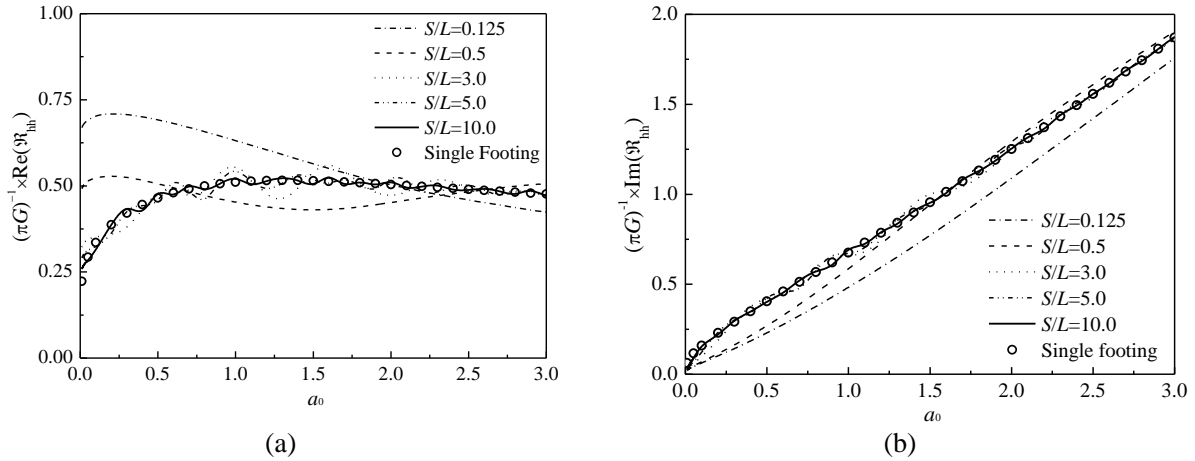 1.00
0.75
0.50
0.25
0.00
(πG)⁻¹×Re(ℜhh)
S/L=0.125
S/L=0.5
S/L=3.0
S/L=5.0
S/L=10.0
Single Footing
0.0 0.5 1.0 1.5 2.0 2.5 3.0
a₀
(a)
2.0
1.5
1.0
0.5
0.0
(πG)⁻¹×Im(ℜhh)
S/L=0.125
S/L=0.5
S/L=3.0
S/L=5.0
S/L=10.0
Single footing
0.0 0.5 1.0 1.5 2.0 2.5 3.0
a₀
(b)